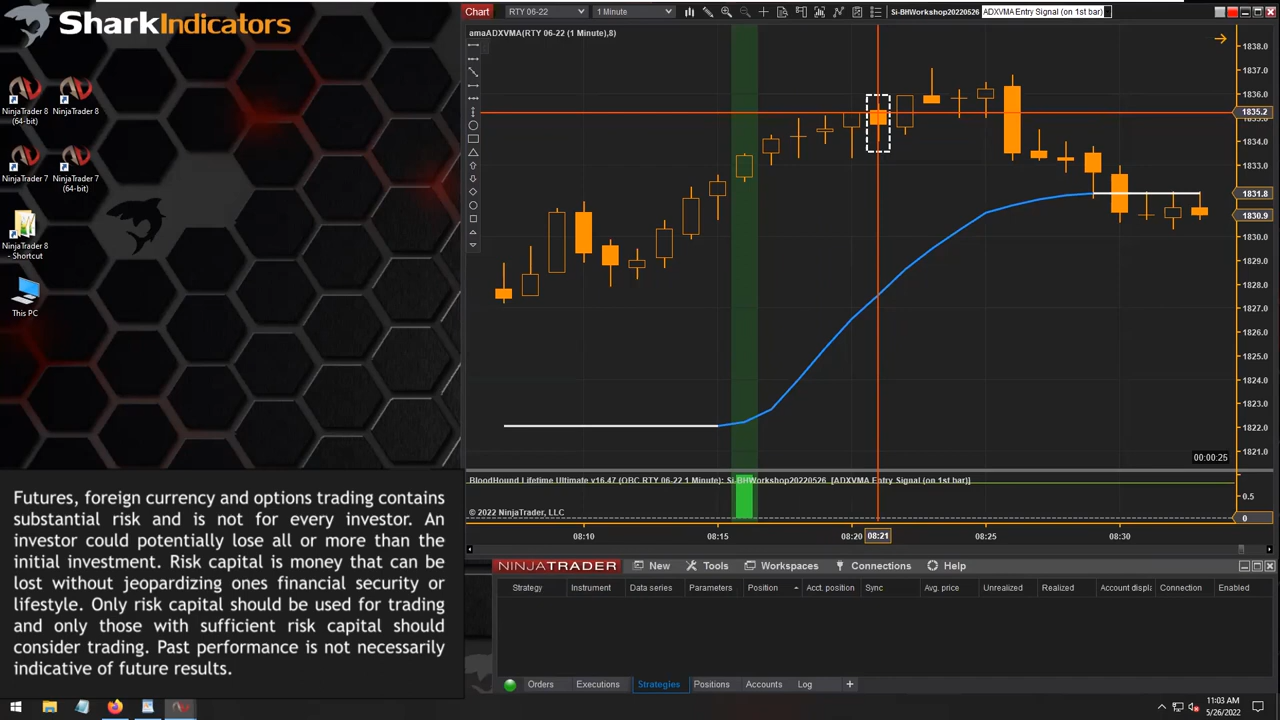 SharkIndicators
NinjaTrader 8
(64-bit)
NinjaTrader 8
NinjaTrader 7
NinjaTrader 7
(64-bit)
NinjaTrader 8
- Shortcut
This PC
Chart
RTY 06-22
1 Minute
Si-BHWorkshop20220526
ADXVMA Entry Signal (on 1st bar)
amaADXVMA(RTY 06-22 (1 Minute),8)
1838.0
1837.0
1836.0
1835.2
1834.0
1833.0
1831.8
1830.9
1830.0
1829.0
1828.0
1827.0
1826.0
1825.0
1824.0
1823.0
1822.0
1821.0
00:00:25
BloodHound Lifetime Ultimate v16.47 (OBC RTY 06-22 1 Minute): Si-BHWorkshop20220526 [ADXVMA Entry Signal (on 1st bar)]
0.5
0
© 2022 NinjaTrader, LLC
08:10
08:15
08:20
08:21
08:25
08:30
NINJATRADER
New
Tools
Workspaces
Connections
Help
Strategy
Instrument
Data series
Parameters
Position
Acct. position
Sync
Avg. price
Unrealized
Realized
Account displ
Connection
Enabled
Orders
Executions
Strategies
Positions
Accounts
Log
Futures, foreign currency and options trading contains
substantial risk and is not for every investor. An
investor could potentially lose all or more than the
initial investment. Risk capital is money that can be
lost without jeopardizing ones financial security or
lifestyle. Only risk capital should be used for trading
and only those with sufficient risk capital should
consider trading. Past performance is not necessarily
indicative of future results.
11:03 AM
5/26/2022